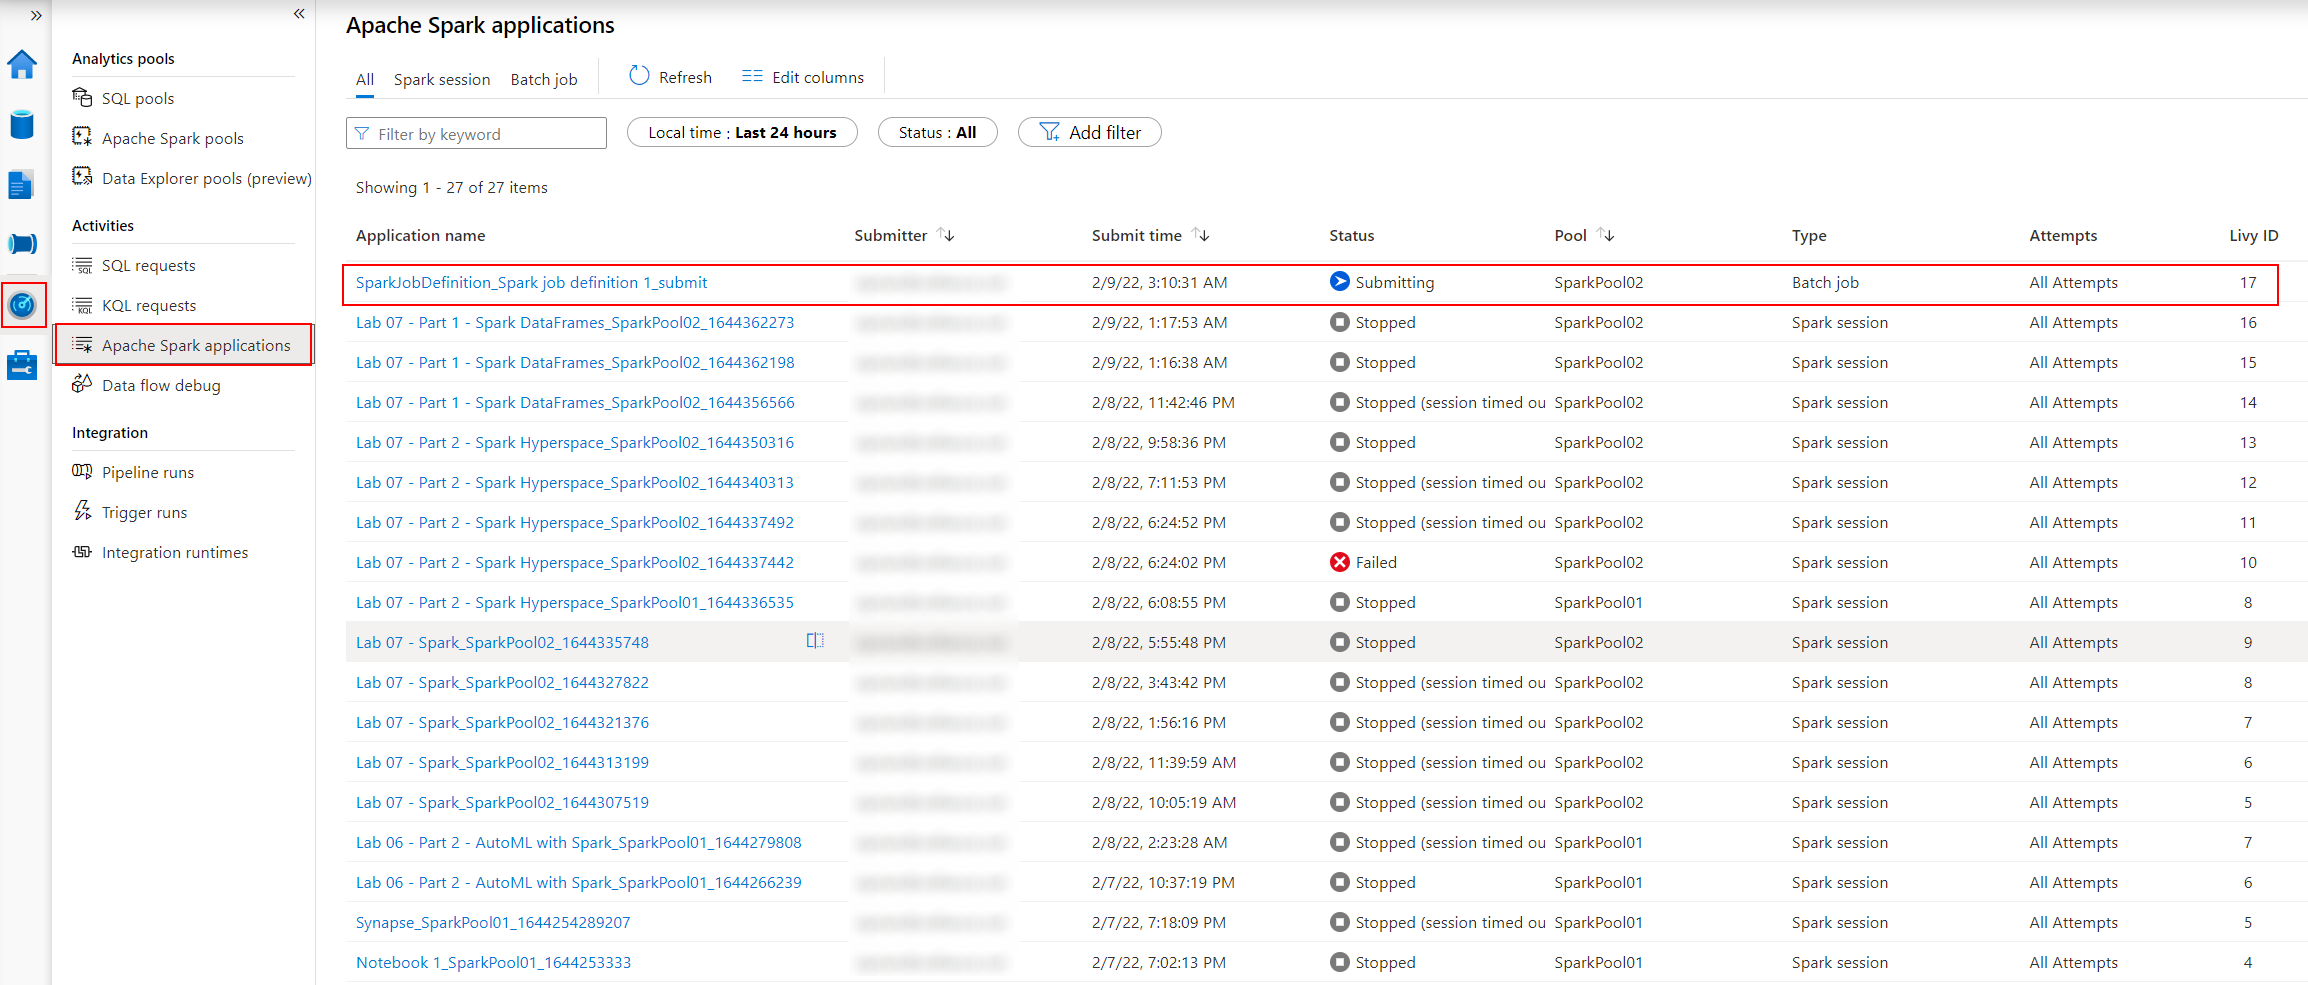 Apache Spark applications
Analytics pools
SQL pools
Apache Spark pools
Data Explorer pools (preview)
Activities
SQL requests
KQL requests
Apache Spark applications
Data flow debug
Integration
Pipeline runs
Trigger runs
Integration runtimes
All Spark session Batch job Refresh Edit columns
Filter by keyword Local time : Last 24 hours Status : All Add filter
Showing 1 - 27 of 27 items
Application name Submitter Submit time Status Pool Type Attempts Livy ID
SparkJobDefinition_Spark job definition 1_submit 2/9/22, 3:10:31 AM Submitting SparkPool02 Batch job All Attempts 17
Lab 07 - Part 1 - Spark DataFrames_SparkPool02_1644362273 2/9/22, 1:17:53 AM Stopped SparkPool02 Spark session All Attempts 16
Lab 07 - Part 1 - Spark DataFrames_SparkPool02_1644362198 2/9/22, 1:16:38 AM Stopped SparkPool02 Spark session All Attempts 15
Lab 07 - Part 1 - Spark DataFrames_SparkPool02_1644356566 2/8/22, 11:42:46 PM Stopped (session timed ou SparkPool02 Spark session All Attempts 14
Lab 07 - Part 2 - Spark Hyperspace_SparkPool02_1644350316 2/8/22, 9:58:36 PM Stopped SparkPool02 Spark session All Attempts 13
Lab 07 - Part 2 - Spark Hyperspace_SparkPool02_1644340313 2/8/22, 7:11:53 PM Stopped (session timed ou SparkPool02 Spark session All Attempts 12
Lab 07 - Part 2 - Spark Hyperspace_SparkPool02_1644337492 2/8/22, 6:24:52 PM Stopped (session timed ou SparkPool02 Spark session All Attempts 11
Lab 07 - Part 2 - Spark Hyperspace_SparkPool02_1644337442 2/8/22, 6:24:02 PM Failed SparkPool02 Spark session All Attempts 10
Lab 07 - Part 2 - Spark Hyperspace_SparkPool01_1644336535 2/8/22, 6:08:55 PM Stopped SparkPool01 Spark session All Attempts 8
Lab 07 - Spark_SparkPool02_1644335748 2/8/22, 5:55:48 PM Stopped SparkPool02 Spark session All Attempts 9
Lab 07 - Spark_SparkPool02_1644327822 2/8/22, 3:43:42 PM Stopped (session timed ou SparkPool02 Spark session All Attempts 8
Lab 07 - Spark_SparkPool02_1644321376 2/8/22, 1:56:16 PM Stopped (session timed ou SparkPool02 Spark session All Attempts 7
Lab 07 - Spark_SparkPool02_1644313199 2/8/22, 11:39:59 AM Stopped (session timed ou SparkPool02 Spark session All Attempts 6
Lab 07 - Spark_SparkPool02_1644307519 2/8/22, 10:05:19 AM Stopped (session timed ou SparkPool02 Spark session All Attempts 5
Lab 06 - Part 2 - AutoML with Spark_SparkPool01_1644279808 2/8/22, 2:23:28 AM Stopped (session timed ou SparkPool01 Spark session All Attempts 7
Lab 06 - Part 2 - AutoML with Spark_SparkPool01_1644266239 2/7/22, 10:37:19 PM Stopped SparkPool01 Spark session All Attempts 6
Synapse_SparkPool01_1644254289207 2/7/22, 7:18:09 PM Stopped (session timed ou SparkPool01 Spark session All Attempts 5
Notebook 1_SparkPool01_1644253333 2/7/22, 7:02:13 PM Stopped SparkPool01 Spark session All Attempts 4